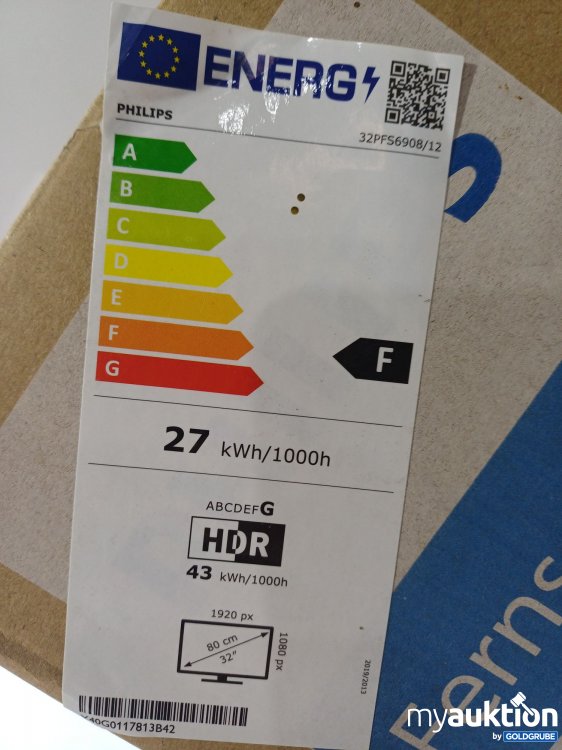 ENERG
PHILIPS
32PFS6908/12
A
B
C
D
E
F
G
F
27 kWh/1000h
ABCDEFG
HDR
43 kWh/1000h
1920 px
80 cm
32"
1080 px
2019/2013
Ferns
myauktion
by GOLDGRUBE